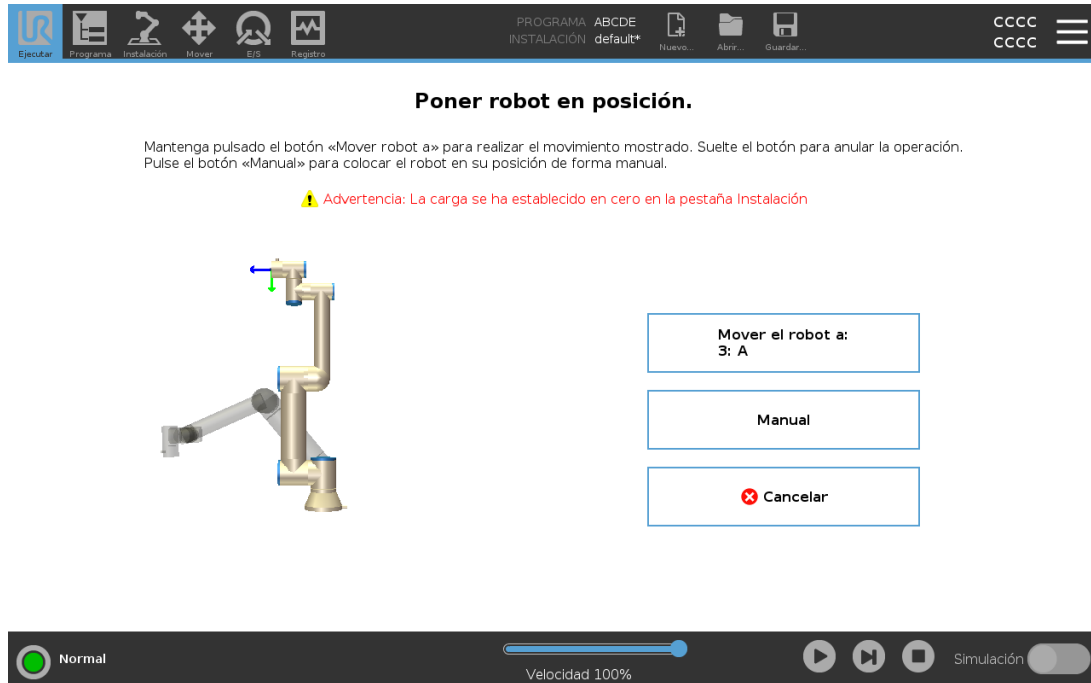 UR
PROGRAMA ABCDE
INSTALACIÓN default*
CCCC
CCCC
Ejecutar Programa Instalación Mover E/S Registro Nuevo... Abrir... Guardar...
Poner robot en posición.
Mantenga pulsado el botón «Mover robot a» para realizar el movimiento mostrado. Suelte el botón para anular la operación.
Pulse el botón «Manual» para colocar el robot en su posición de forma manual.
Advertencia: La carga se ha establecido en cero en la pestaña Instalación
Mover el robot a:
3: A
Manual
Cancelar
Normal
Velocidad 100%
Simulación